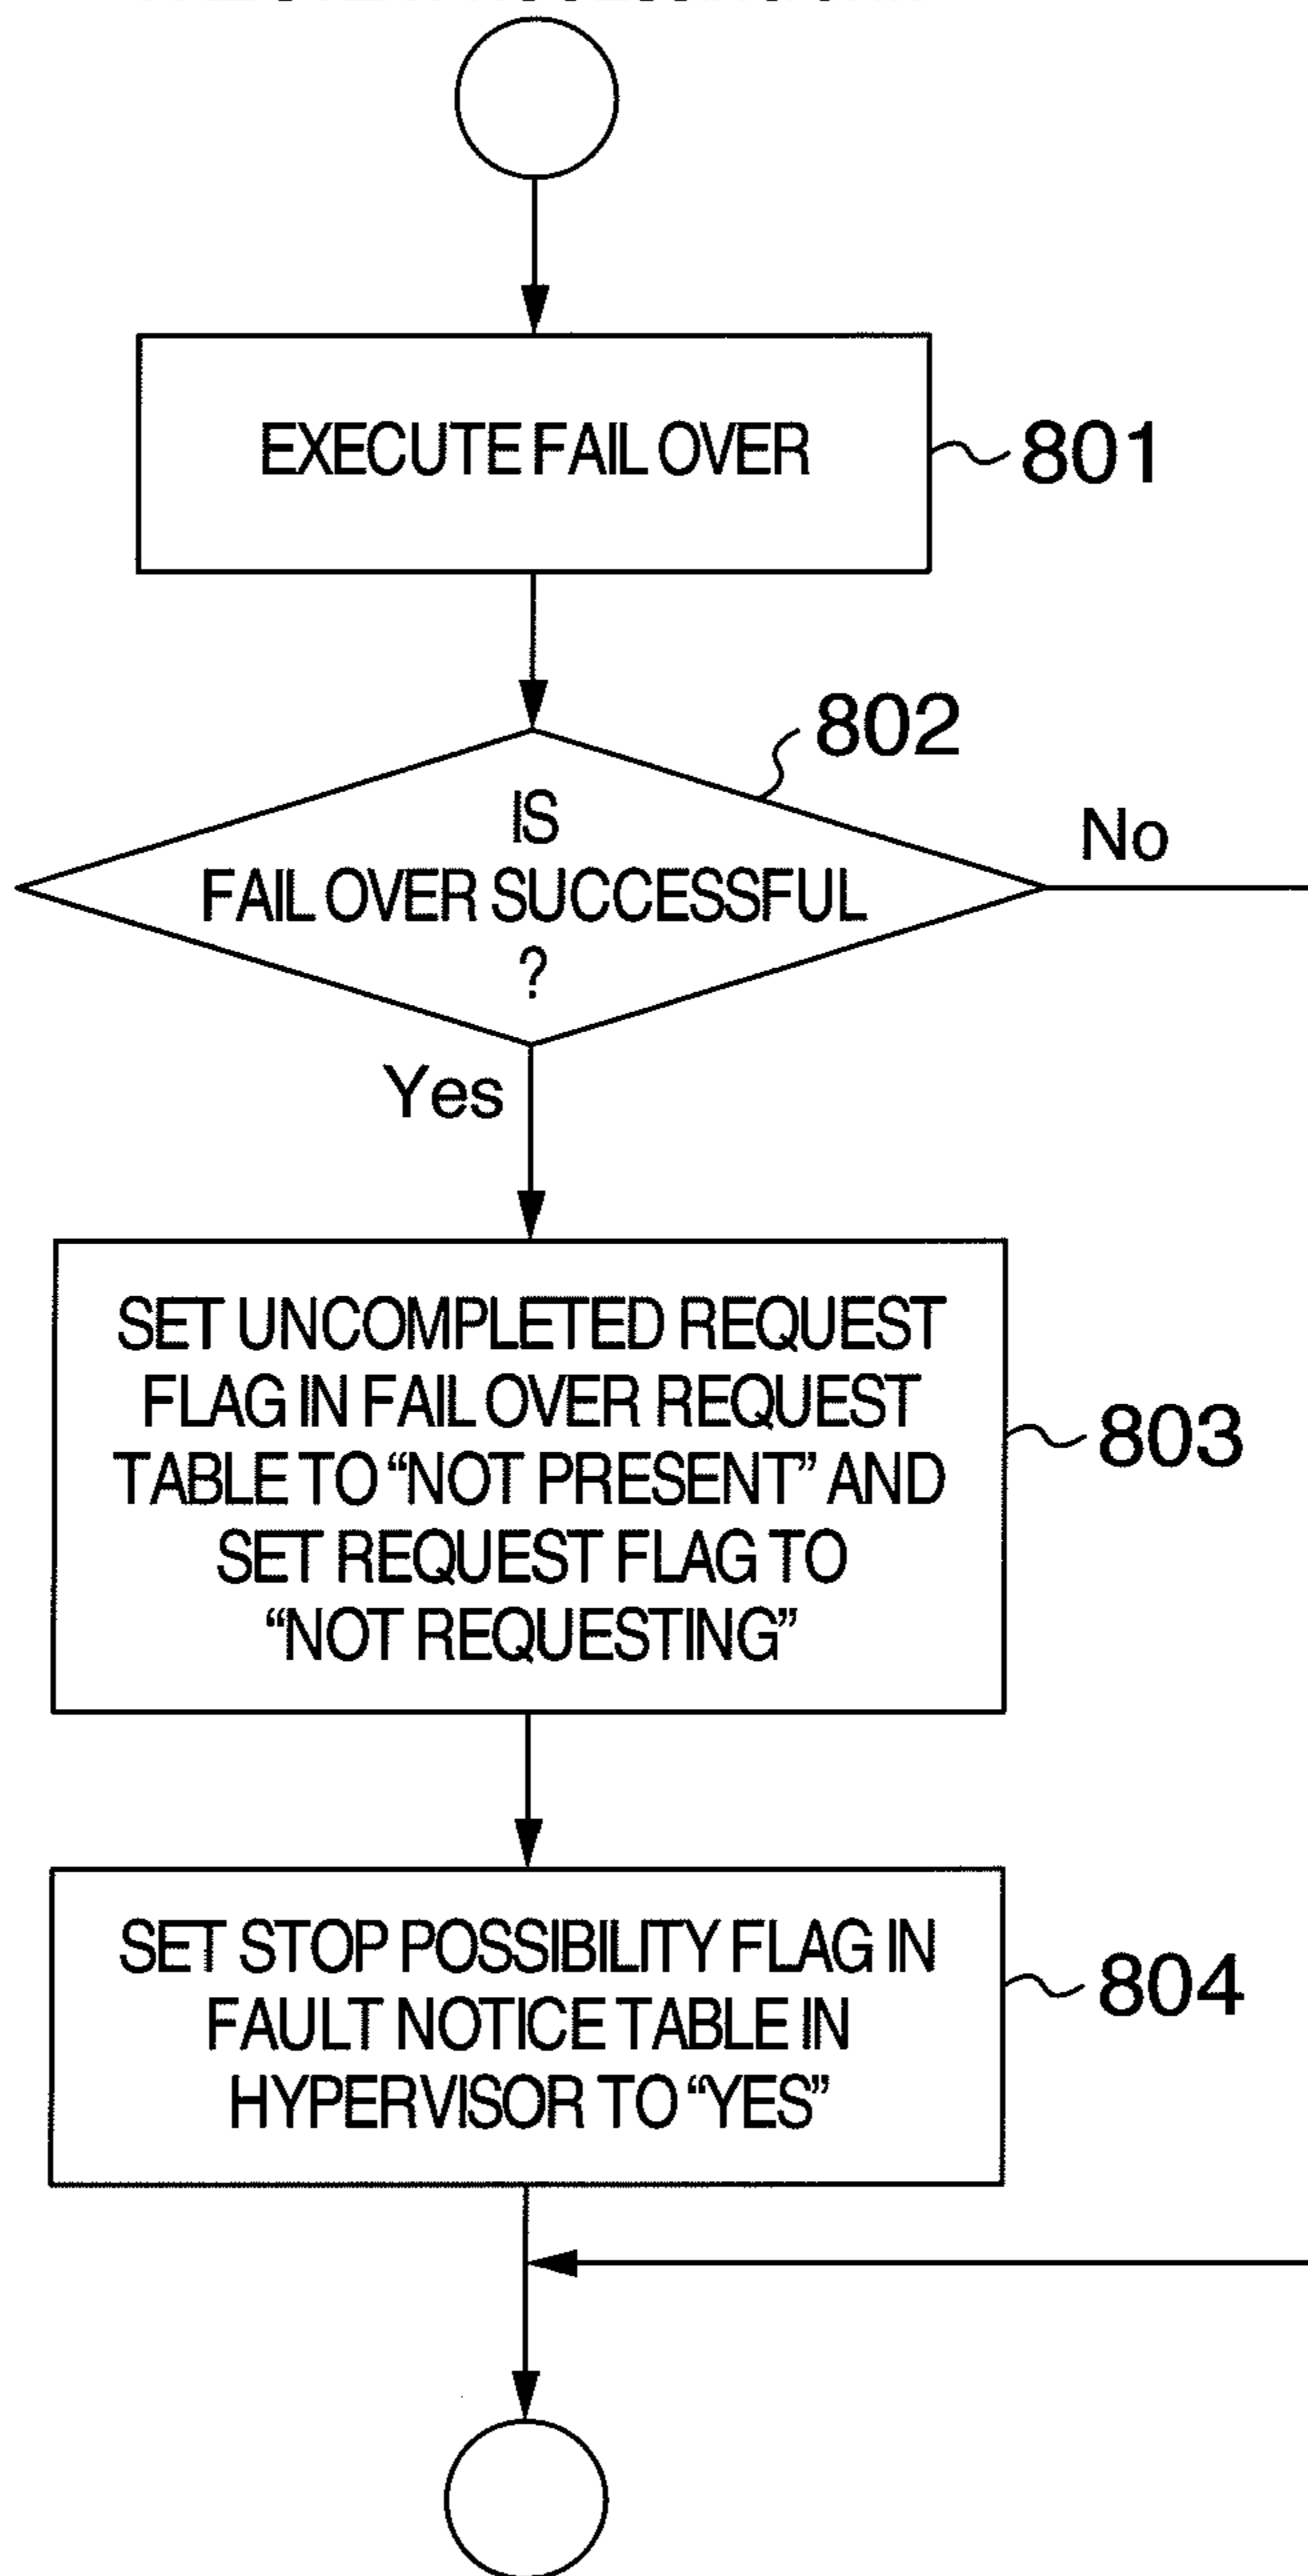 EXECUTE FAIL OVER
801
802
IS
FAIL OVER SUCCESSFUL
?
No
Yes
SET UNCOMPLETED REQUEST
FLAG IN FAIL OVER REQUEST
TABLE TO “NOT PRESENT” AND
SET REQUEST FLAG TO
“NOT REQUESTING”
803
SET STOP POSSIBILITY FLAG IN
FAULT NOTICE TABLE IN
HYPERVISOR TO “YES”
804